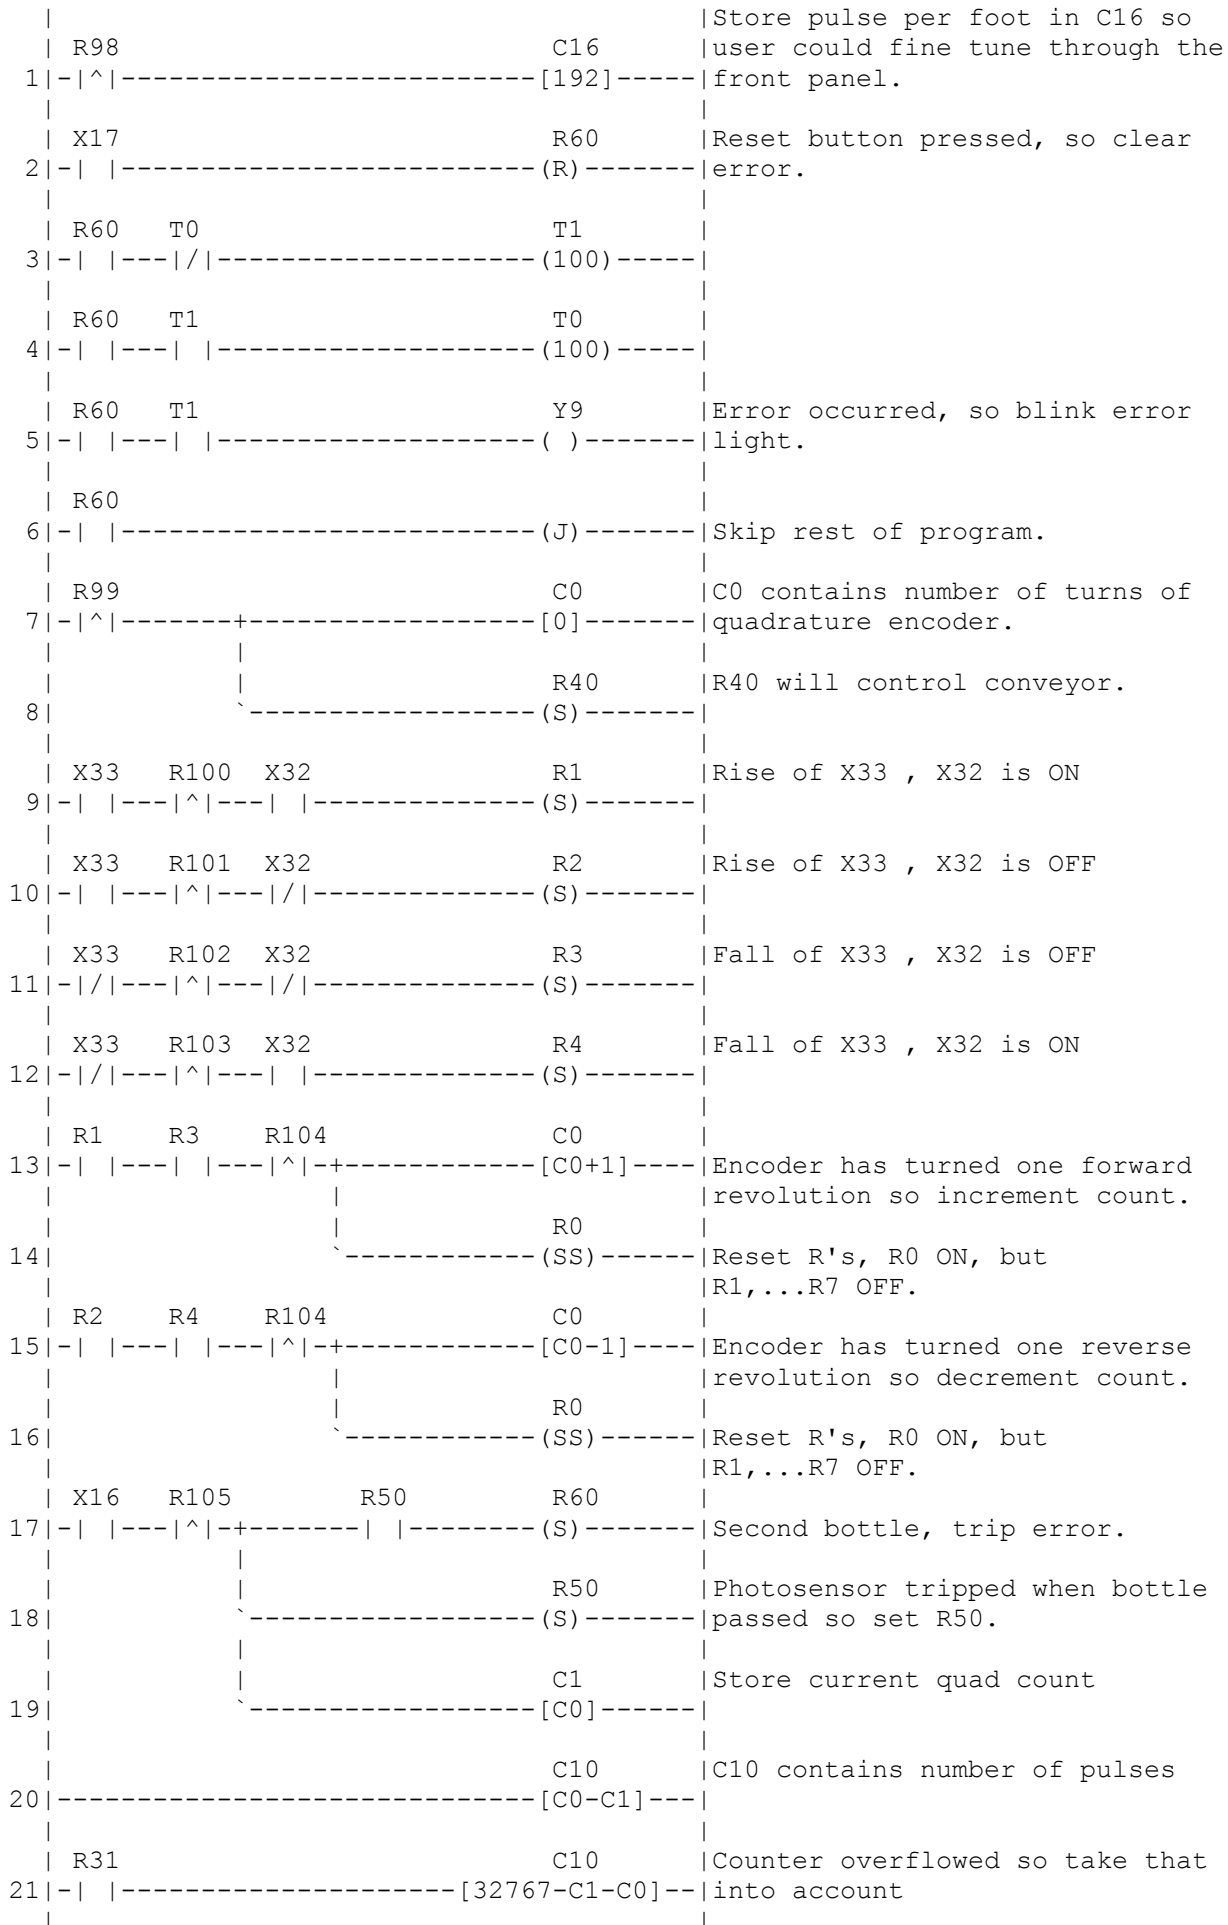 |                                         |Store pulse per foot in C16 so
   | R98                           C16       |user could fine tune through the
  1|-|^|--------------------------[192]-----|front panel.
   |                                         |
   | X17                           R60       |Reset button pressed, so clear
  2|-| |--------------------------(R)-------|error.
   |                                         |
   | R60   T0                      T1        |
  3|-| |---|/|--------------------(100)-----|
   |                                         |
   | R60   T1                      T0        |
  4|-| |---| |--------------------(100)-----|
   |                                         |
   | R60   T1                      Y9        |Error occurred, so blink error
  5|-| |---| |--------------------( )-------|light.
   |                                         |
   | R60                                     |
  6|-| |--------------------------(J)-------|Skip rest of program.
   |                                         |
   | R99                           C0        |C0 contains number of turns of
  7|-|^|-------+------------------[0]-------|quadrature encoder.
   |           |                             |
   |           |                   R40       |R40 will control conveyor.
  8|           `------------------(S)-------|
   |                                         |
   | X33   R100  X32               R1        |Rise of X33 , X32 is ON
  9|-| |---|^|---| |--------------(S)-------|
   |                                         |
   | X33   R101  X32               R2        |Rise of X33 , X32 is OFF
 10|-| |---|^|---|/|--------------(S)-------|
   |                                         |
   | X33   R102  X32               R3        |Fall of X33 , X32 is OFF
 11|-|/|---|^|---|/|--------------(S)-------|
   |                                         |
   | X33   R103  X32               R4        |Fall of X33 , X32 is ON
 12|-|/|---|^|---| |--------------(S)-------|
   |                                         |
   | R1    R3    R104              C0        |
 13|-| |---| |---|^|-+------------[C0+1]----|Encoder has turned one forward
   |                 |                       |revolution so increment count.
   |                 |             R0        |
 14|                 `------------(SS)------|Reset R's, R0 ON, but
   |                                         |R1,...R7 OFF.
   | R2    R4    R104              C0        |
 15|-| |---| |---|^|-+------------[C0-1]----|Encoder has turned one reverse
   |                 |                       |revolution so decrement count.
   |                 |             R0        |
 16|                 `------------(SS)------|Reset R's, R0 ON, but
   |                                         |R1,...R7 OFF.
   | X16   R105        R50         R60       |
 17|-| |---|^|-+-------| |--------(S)-------|Second bottle, trip error.
   |           |                             |
   |           |                   R50       |Photosensor tripped when bottle
 18|           `------------------(S)-------|passed so set R50.
   |           |                             |
   |           |                   C1        |Store current quad count
 19|           `------------------[C0]------|
   |                                         |
   |                               C10       |C10 contains number of pulses
 20|------------------------------[C0-C1]---|
   |                                         |
   | R31                           C10       |Counter overflowed so take that
 21|-| |---------------------[32767-C1-C0]--|into account
   |                                         |